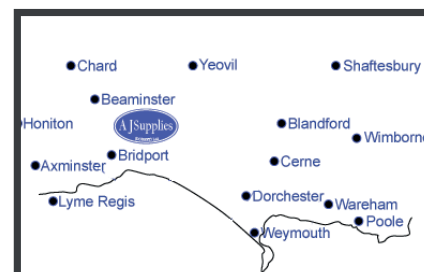 Chard
Yeovil
Shaftesbury
Beaminster
Honiton
A J Supplies
Blandford
Wimborne
Bridport
Axminster
Cerne
Dorchester
Lyme Regis
Wareham
Poole
Weymouth